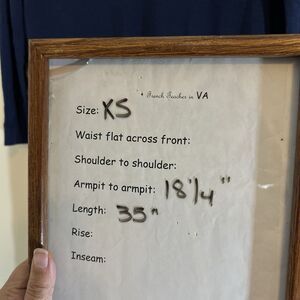 French Teacher in VA
Size: XS
Waist flat across front:
Shoulder to shoulder:
Armpit to armpit: 18 1/4"
Length: 35"
Rise:
Inseam: